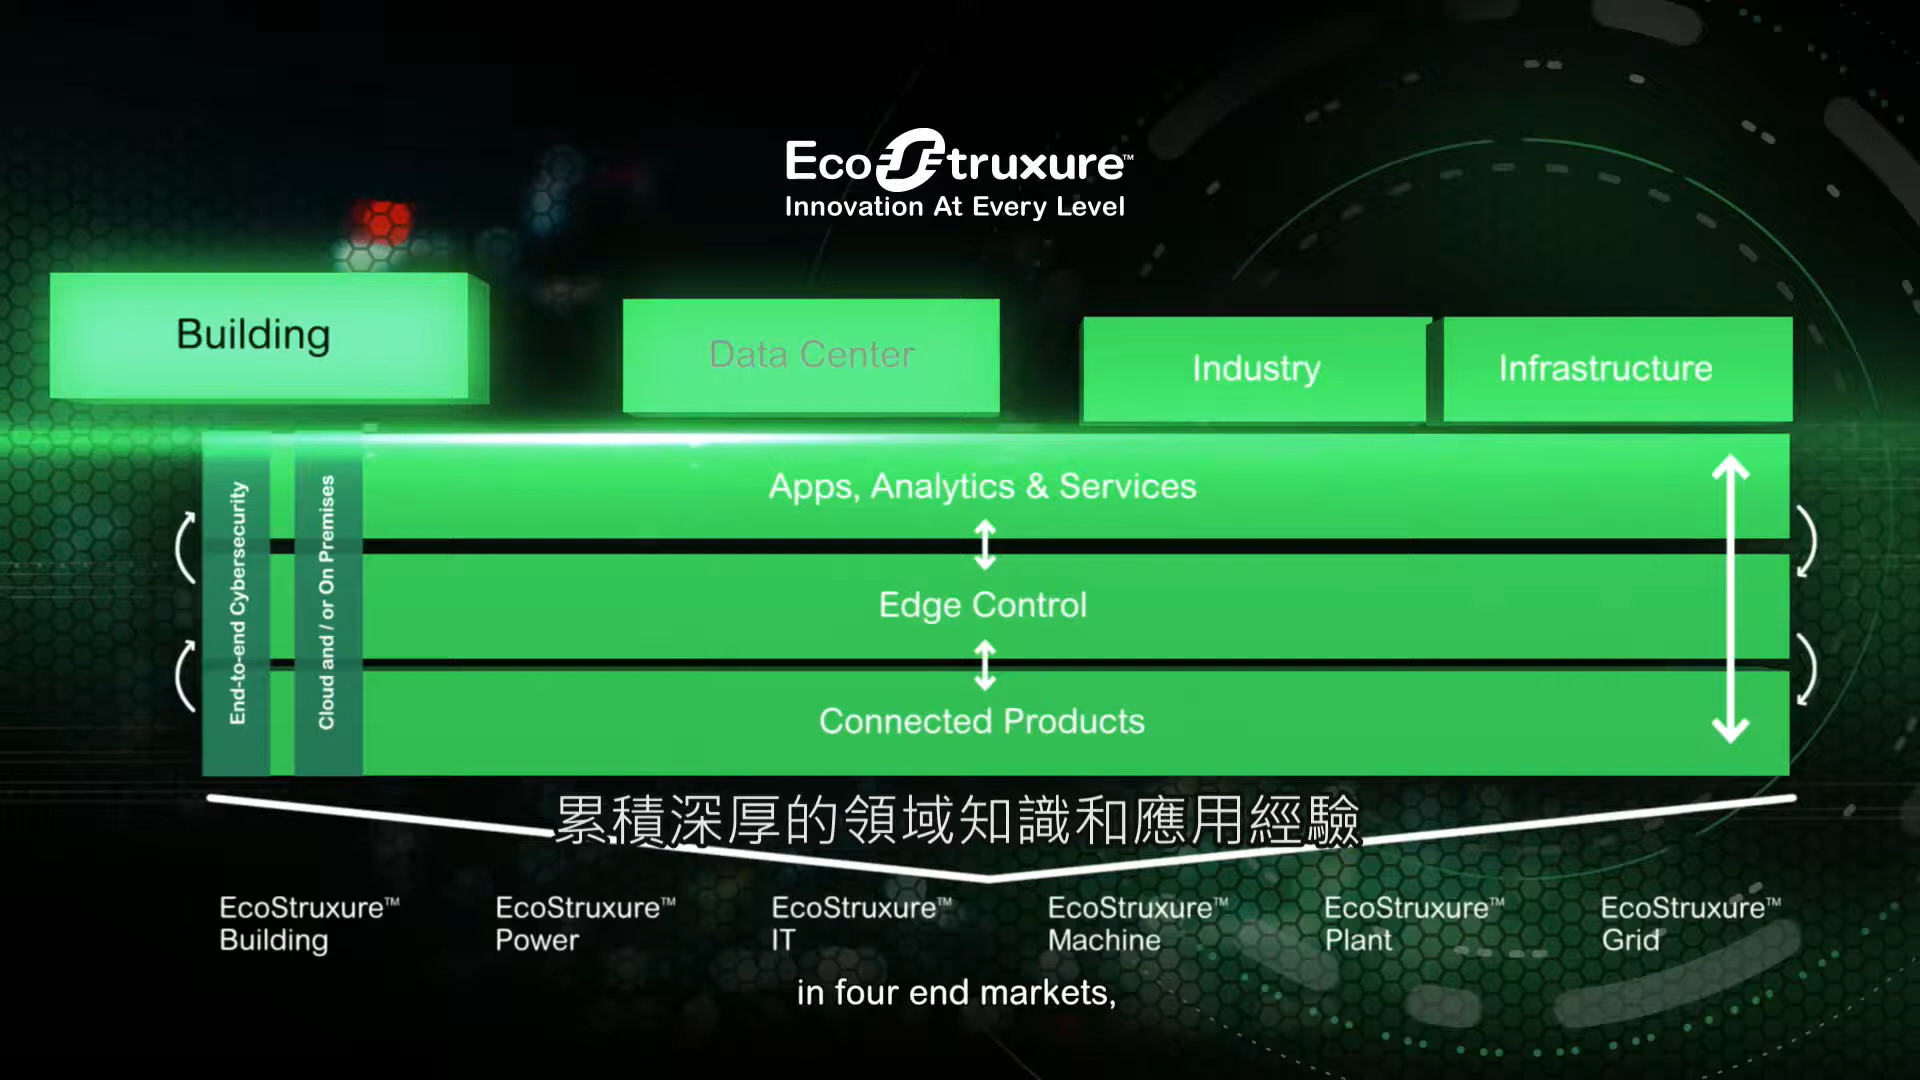 EcoStruxure™
Innovation At Every Level
Building
Data Center
Industry
Infrastructure
Apps, Analytics & Services
Edge Control
Connected Products
End-to-end Cybersecurity
Cloud and / or On Premises
累積深厚的領域知識和應用經驗
EcoStruxure™
Building
EcoStruxure™
Power
EcoStruxure™
IT
EcoStruxure™
Machine
EcoStruxure™
Plant
EcoStruxure™
Grid
in four end markets,